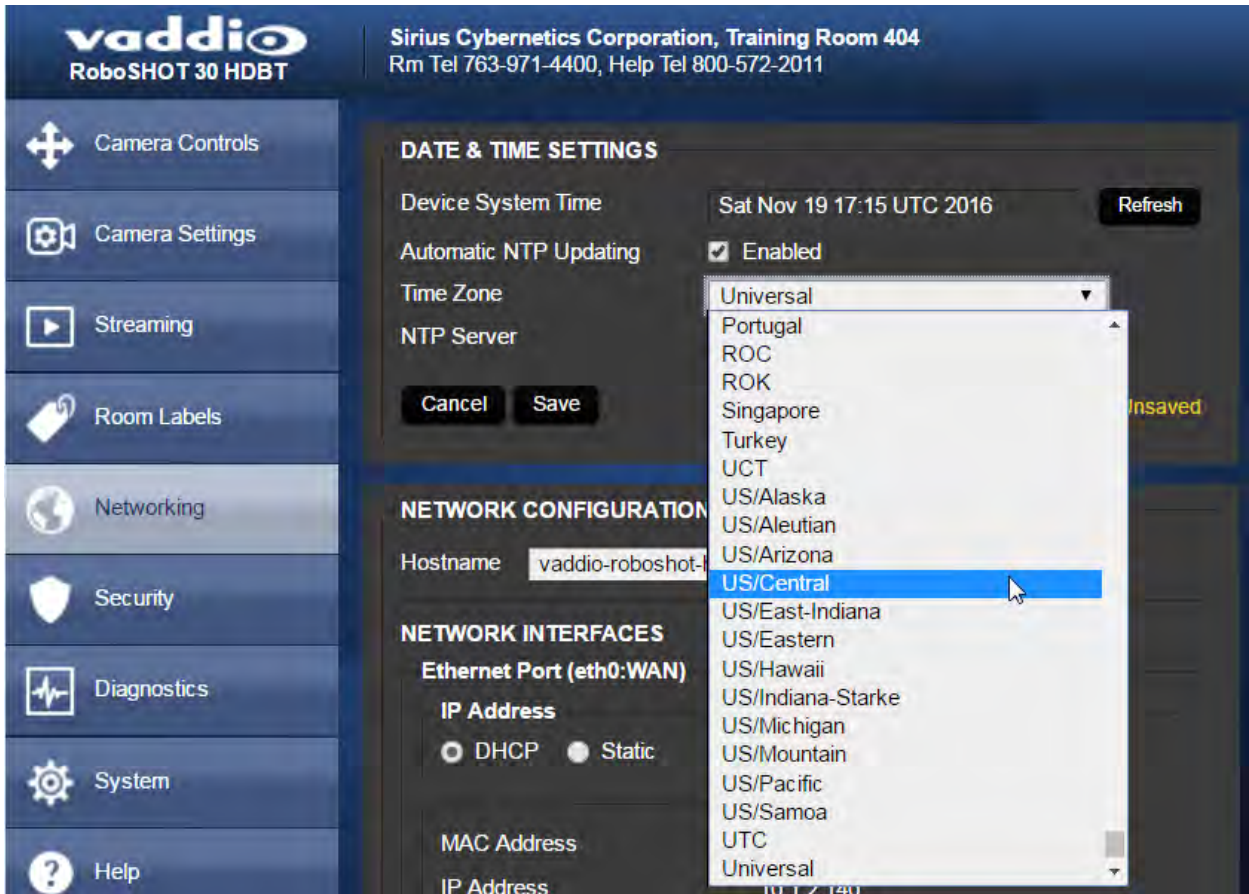 vaddio
RoboSHOT 30 HDBT
Sirius Cybernetics Corporation, Training Room 404
Rm Tel 763-971-4400, Help Tel 800-572-2011
Camera Controls
Camera Settings
Streaming
Room Labels
Networking
Security
Diagnostics
System
Help
DATE & TIME SETTINGS
Device System Time Sat Nov 19 17:15 UTC 2016 Refresh
Automatic NTP Updating Enabled
Time Zone Universal
NTP Server
Portugal
ROC
ROK
Singapore
Turkey
UCT
US/Alaska
US/Aleutian
US/Arizona
US/Central
US/East-Indiana
US/Eastern
US/Hawaii
US/Indiana-Starke
US/Michigan
US/Mountain
US/Pacific
US/Samoa
UTC
Universal
Cancel Save
NETWORK CONFIGURATION
Hostname vaddio-roboshot-
NETWORK INTERFACES
Ethernet Port (eth0:WAN)
IP Address
DHCP Static
MAC Address
IP Address